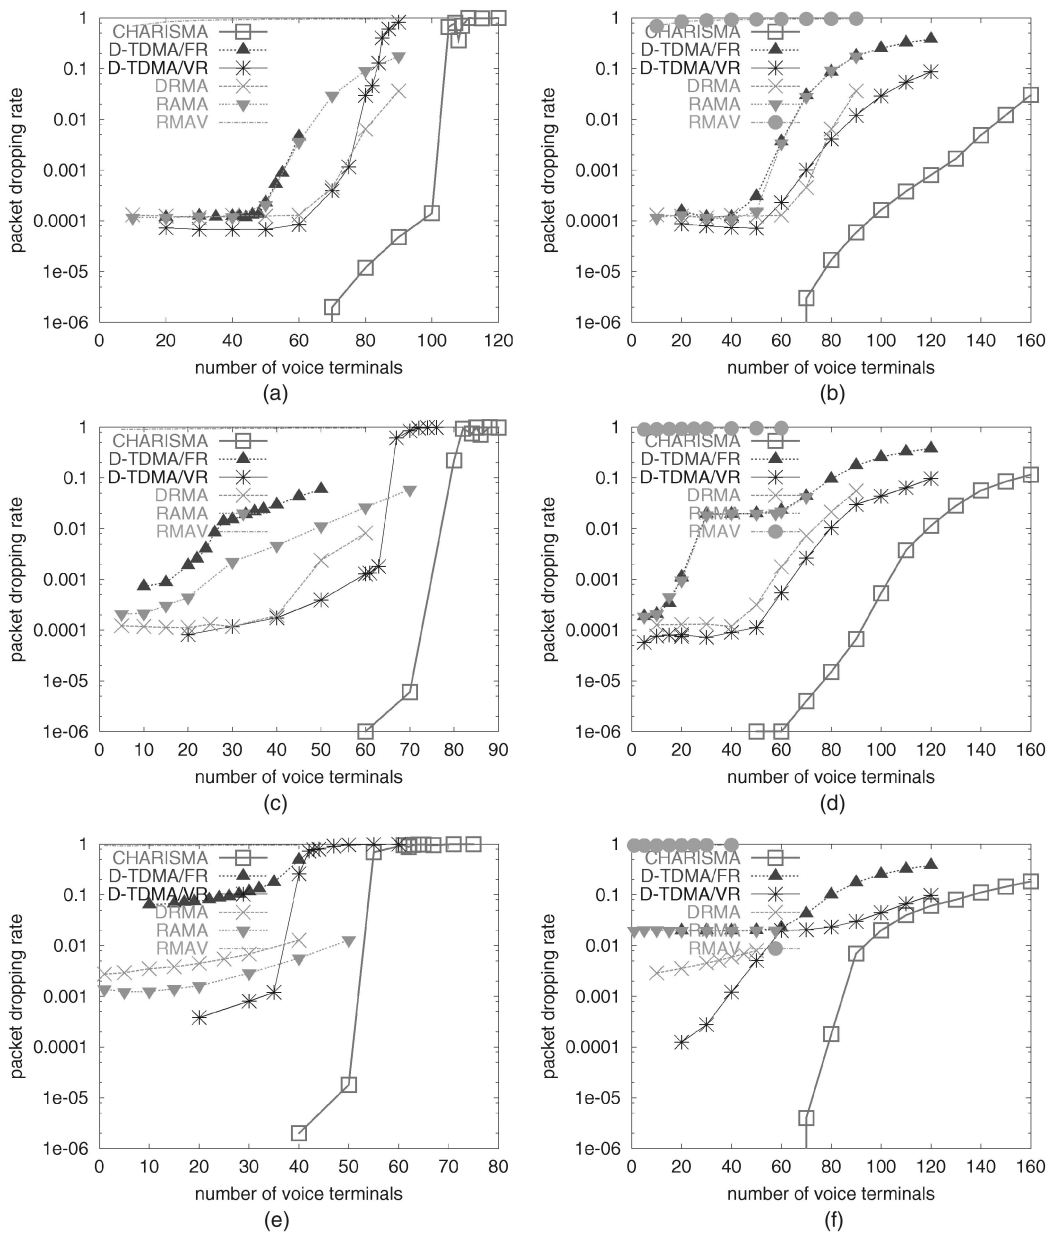 CHARISMA
D-TDMA/FR
D-TDMA/VR
DRMA
RAMA
RMAV
1
0.1
0.01
0.001
0.0001
1e-05
1e-06
packet dropping rate
0 20 40 60 80 100 120
number of voice terminals
(a)
CHARISMA
D-TDMA/FR
D-TDMA/VR
DRMA
RAMA
RMAV
1
0.1
0.01
0.001
0.0001
1e-05
1e-06
packet dropping rate
0 20 40 60 80 100 120 140 160
number of voice terminals
(b)
CHARISMA
D-TDMA/FR
D-TDMA/VR
DRMA
RAMA
RMAV
1
0.1
0.01
0.001
0.0001
1e-05
1e-06
packet dropping rate
0 10 20 30 40 50 60 70 80 90
number of voice terminals
(c)
CHARISMA
D-TDMA/FR
D-TDMA/VR
DRMA
RAMA
RMAV
1
0.1
0.01
0.001
0.0001
1e-05
1e-06
packet dropping rate
0 20 40 60 80 100 120 140 160
number of voice terminals
(d)
CHARISMA
D-TDMA/FR
D-TDMA/VR
DRMA
RAMA
RMAV
1
0.1
0.01
0.001
0.0001
1e-05
1e-06
packet dropping rate
0 10 20 30 40 50 60 70 80
number of voice terminals
(e)
CHARISMA
D-TDMA/FR
D-TDMA/VR
DRMA
RAMA
RMAV
1
0.1
0.01
0.001
0.0001
1e-05
1e-06
packet dropping rate
0 20 40 60 80 100 120 140 160
number of voice terminals
(f)